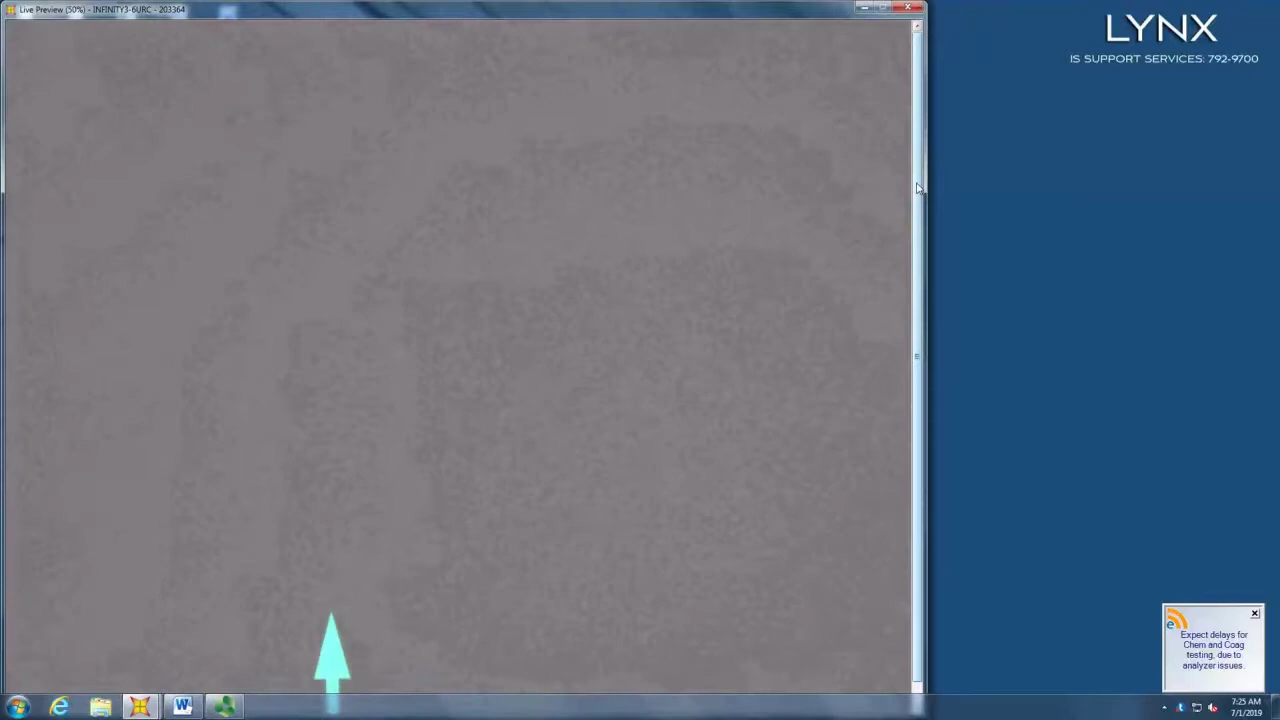 Live Preview (50%) - INFINITY3-6URC - 203364
LYNX
IS SUPPORT SERVICES: 792-9700
Expect delays for
Chem and Coag
testing, due to
analyzer issues.
7:25 AM
7/1/2019